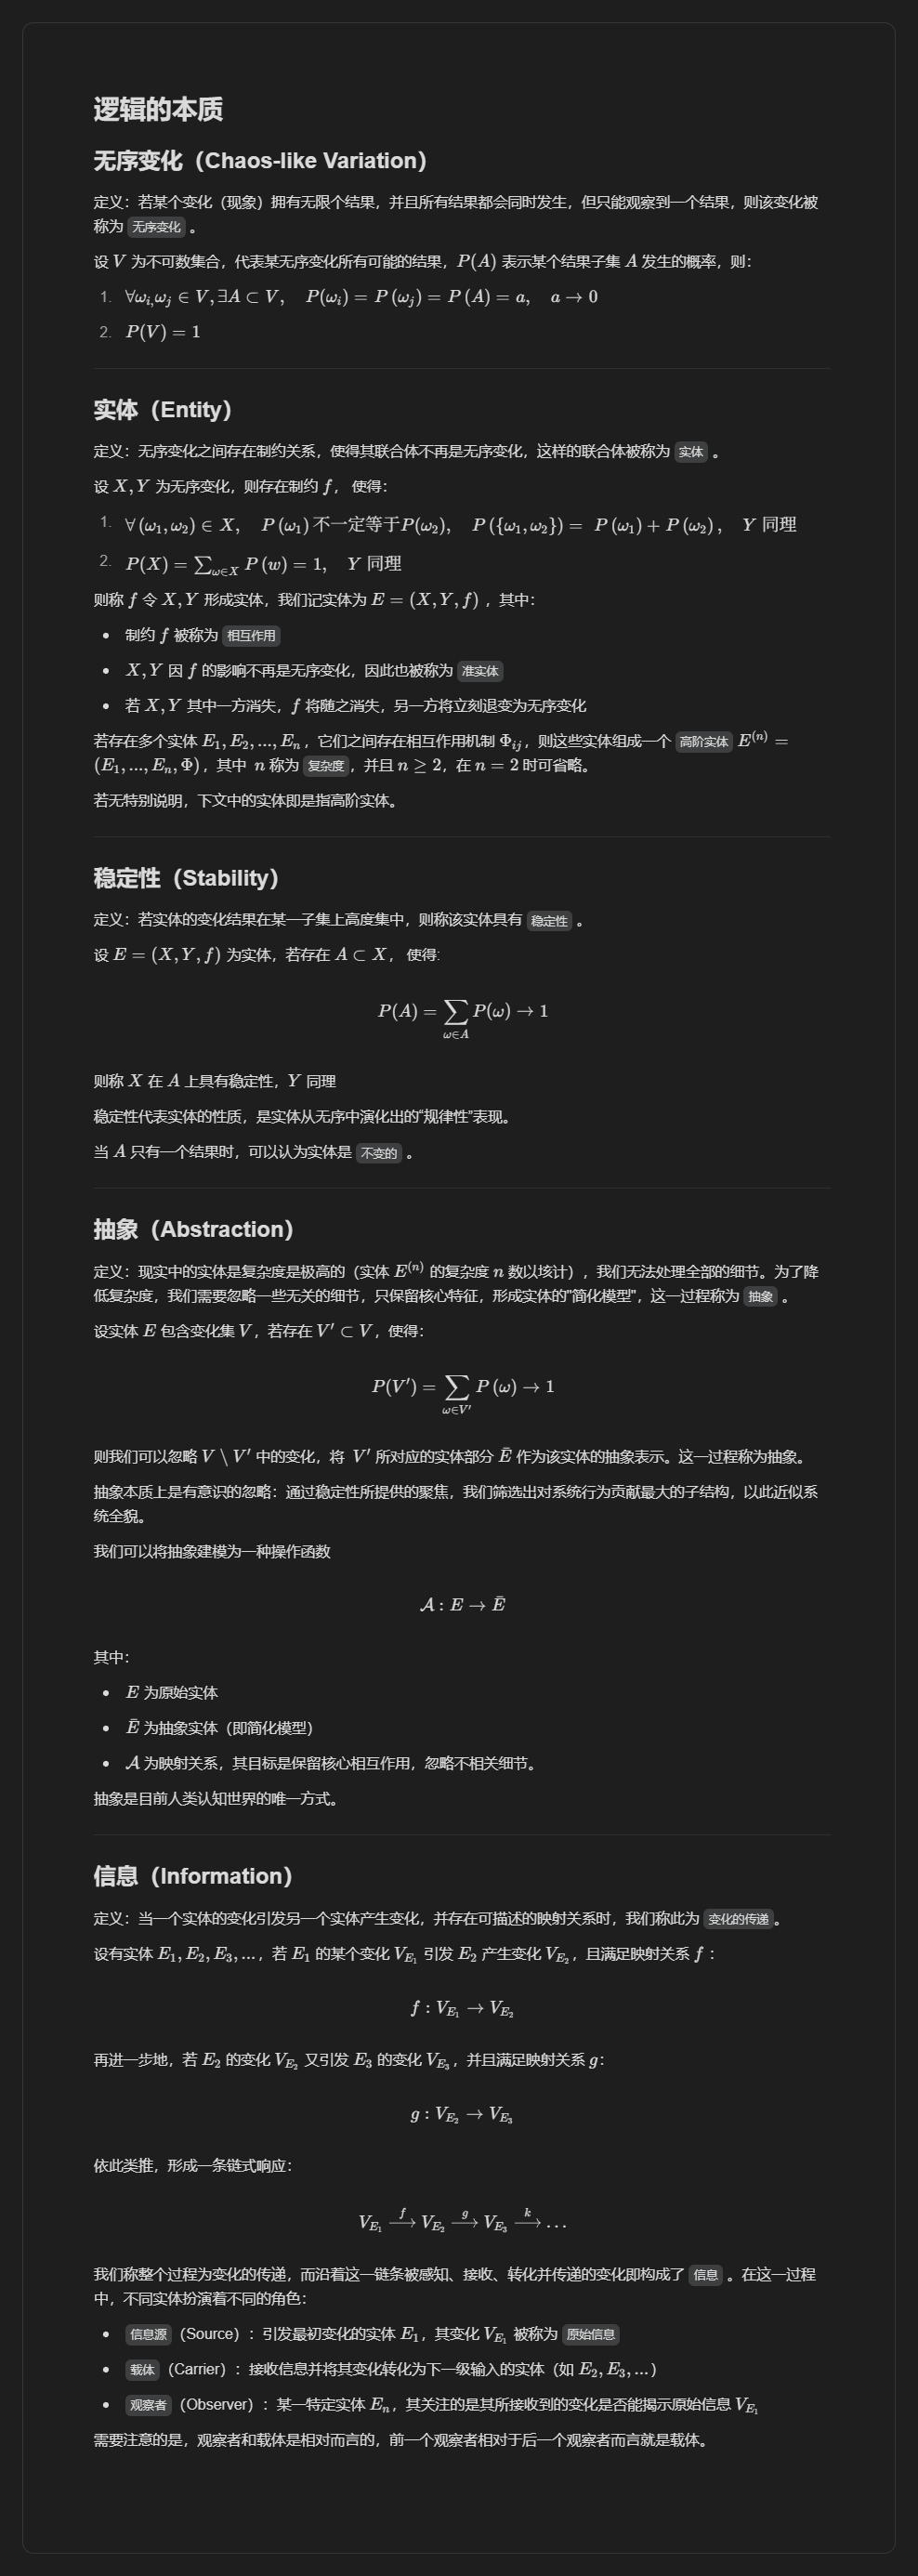 逻辑的本质
无序变化（Chaos-like Variation）
定义：若某个变化（现象）拥有无限个结果，并且所有结果都会同时发生，但只能观察到一个结果，则该变化被
称为 无序变化 。
设 V 为不可数集合，代表某无序变化所有可能的结果，P(A) 表示某个结果子集 A 发生的概率，则：
1. ∀ω_{i,}ω_j ∈ V, ∃A ⊂ V, P(ω_i) = P (ω_j) = P (A) = a, a → 0
2. P(V) = 1
实体（Entity）
定义：无序变化之间存在制约关系，使得其联合体不再是无序变化，这样的联合体被称为 实体 。
设 X, Y 为无序变化，则存在制约 f， 使得：
1. ∀ (ω_1, ω_2) ∈ X, P (ω_1) 不一定等于P(ω_2), P ({ω_1, ω_2}) = P (ω_1) + P (ω_2) , Y 同理
2. P(X) = ∑_{ω∈X} P (w) = 1, Y 同理
则称 f 令 X, Y 形成实体，我们记实体为 E = (X, Y, f) ，其中：
• 制约 f 被称为 相互作用
• X, Y 因 f 的影响不再是无序变化，因此也被称为 准实体
• 若 X, Y 其中一方消失，f 将随之消失，另一方将立刻退变为无序变化
若存在多个实体 E_1, E_2, ..., E_n，它们之间存在相互作用机制 Φ_{ij}，则这些实体组成一个 高阶实体 E^{(n)} =
(E_1, ..., E_n, Φ)，其中 n 称为 复杂度，并且 n ≥ 2，在 n = 2 时可省略。
若无特别说明，下文中的实体即是指高阶实体。
稳定性（Stability）
定义：若实体的变化结果在某一子集上高度集中，则称该实体具有 稳定性 。
设 E = (X, Y, f) 为实体，若存在 A ⊂ X， 使得:
P(A) = ∑_{ω∈A} P(ω) → 1
则称 X 在 A 上具有稳定性，Y 同理
稳定性代表实体的性质，是实体从无序中演化出的“规律性”表现。
当 A 只有一个结果时，可以认为实体是 不变的 。
抽象（Abstraction）
定义：现实中的实体是复杂度是极高的（实体 E^{(n)} 的复杂度 n 数以垓计），我们无法处理全部的细节。为了降
低复杂度，我们需要忽略一些无关的细节，只保留核心特征，形成实体的"简化模型"，这一过程称为 抽象 。
设实体 E 包含变化集 V，若存在 V′ ⊂ V，使得：
P(V′) = ∑_{ω∈V′} P (ω) → 1
则我们可以忽略 V ∖ V′ 中的变化，将 V′ 所对应的实体部分 Ē 作为该实体的抽象表示。这一过程称为抽象。
抽象本质上是有意识的忽略：通过稳定性所提供的聚焦，我们筛选出对系统行为贡献最大的子结构，以此近似系
统全貌。
我们可以将抽象建模为一种操作函数
𝒜 : E → Ē
其中：
• E 为原始实体
• Ē 为抽象实体（即简化模型）
• 𝒜 为映射关系，其目标是保留核心相互作用，忽略不相关细节。
抽象是目前人类认知世界的唯一方式。
信息（Information）
定义：当一个实体的变化引发另一个实体产生变化，并存在可描述的映射关系时，我们称此为 变化的传递。
设有实体 E_1, E_2, E_3, ...，若 E_1 的某个变化 V_{E_1} 引发 E_2 产生变化 V_{E_2}，且满足映射关系 f ：
f : V_{E_1} → V_{E_2}
再进一步地，若 E_2 的变化 V_{E_2} 又引发 E_3 的变化 V_{E_3}，并且满足映射关系 g：
g : V_{E_2} → V_{E_3}
依此类推，形成一条链式响应：
V_{E_1} \xrightarrow{f} V_{E_2} \xrightarrow{g} V_{E_3} \xrightarrow{k} ...
我们称整个过程为变化的传递，而沿着这一链条被感知、接收、转化并传递的变化即构成了 信息 。在这一过程
中，不同实体扮演着不同的角色：
• 信息源（Source）：引发最初变化的实体 E_1，其变化 V_{E_1} 被称为 原始信息
• 载体（Carrier）：接收信息并将其变化转化为下一级输入的实体（如 E_2, E_3, ...）
• 观察者（Observer）：某一特定实体 E_n，其关注的是其所接收到的变化是否能揭示原始信息 V_{E_1}
需要注意的是，观察者和载体是相对而言的，前一个观察者相对于后一个观察者而言就是载体。